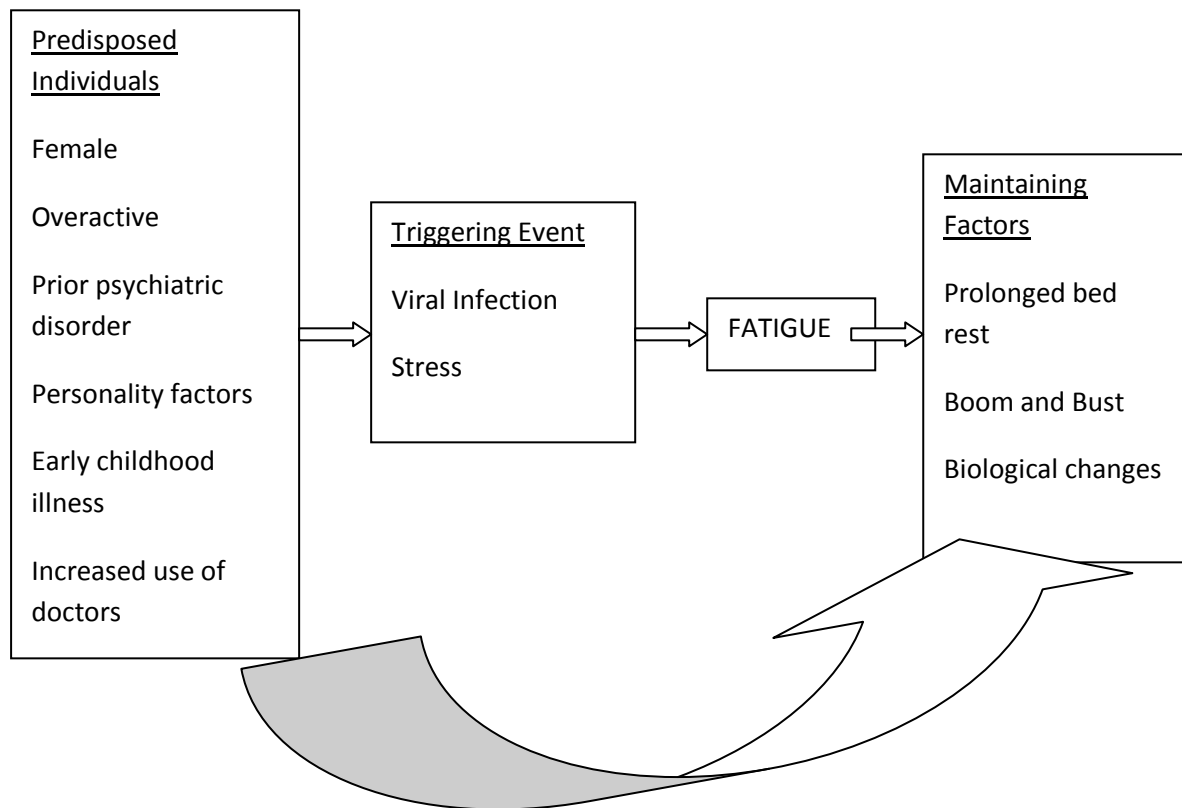 Predisposed
Individuals
Female
Overactive
Prior psychiatric
disorder
Personality factors
Early childhood
illness
Increased use of
doctors
Triggering Event
Viral Infection
Stress
FATIGUE
Maintaining
Factors
Prolonged bed
rest
Boom and Bust
Biological changes